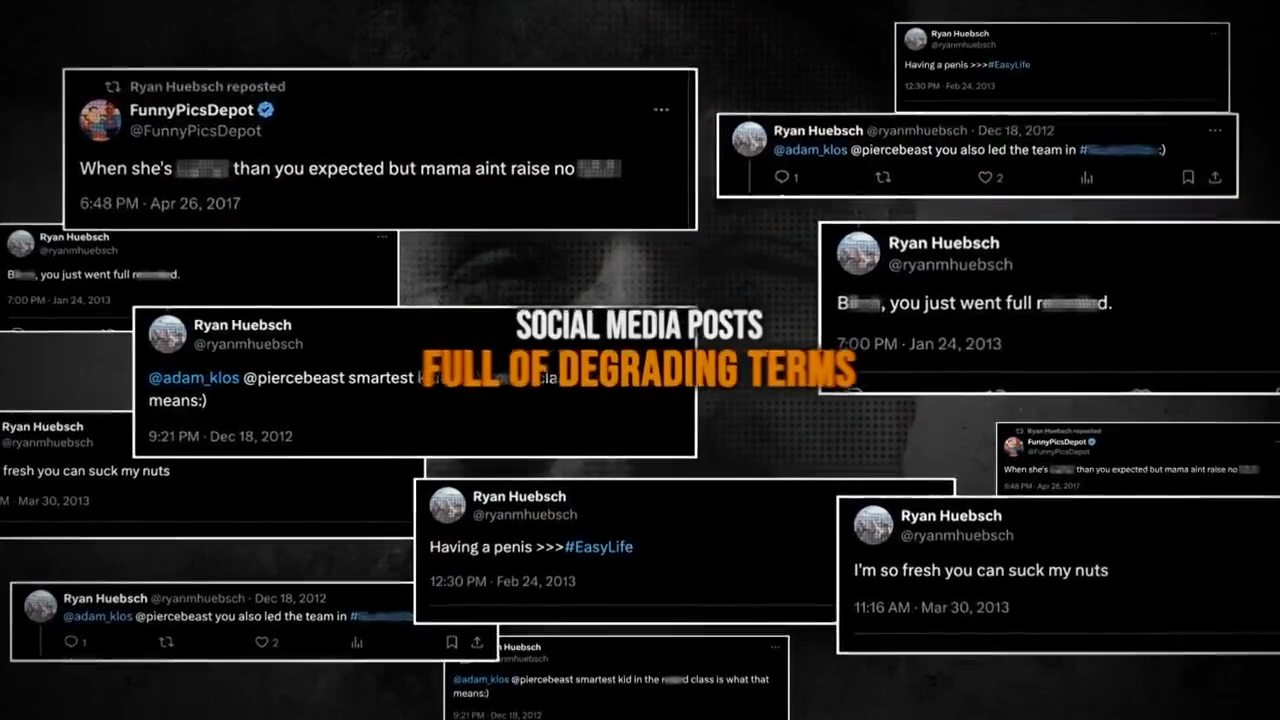 Ryan Huebsch
@ryanmhuebsch
Having a penis >>>#EasyLife
12:30 PM · Feb 24, 2013
Ryan Huebsch reposted
FunnyPicsDepot
@FunnyPicsDepot
When she's than you expected but mama aint raise no
6:48 PM · Apr 26, 2017
Ryan Huebsch @ryanmhuebsch · Dec 18, 2012
@adam_klos @piercebeast you also led the team in # :)
1
2
Ryan Huebsch
@ryanmhuebsch
B , you just went full r d.
7:00 PM · Jan 24, 2013
Ryan Huebsch
@ryanmhuebsch
B , you just went full r d.
7:00 PM · Jan 24, 2013
Ryan Huebsch
@ryanmhuebsch
@adam_klos @piercebeast smartest
means:)
9:21 PM · Dec 18, 2012
SOCIAL MEDIA POSTS
FULL OF DEGRADING TERMS
Ryan Huebsch
@ryanmhuebsch
fresh you can suck my nuts
M · Mar 30, 2013
Ryan Huebsch reposted
FunnyPicsDepot
@FunnyPicsDepot
When she's than you expected but mama aint raise no
6:48 PM · Apr 26, 2017
Ryan Huebsch
@ryanmhuebsch
Having a penis >>>#EasyLife
12:30 PM · Feb 24, 2013
Ryan Huebsch
@ryanmhuebsch
I'm so fresh you can suck my nuts
11:16 AM · Mar 30, 2013
Ryan Huebsch @ryanmhuebsch · Dec 18, 2012
@adam_klos @piercebeast you also led the team in #
1
2
Huebsch
mhuebsch
@adam_klos @piercebeast smartest kid in the r d class is what that
means:)
9:21 PM · Dec 18, 2012